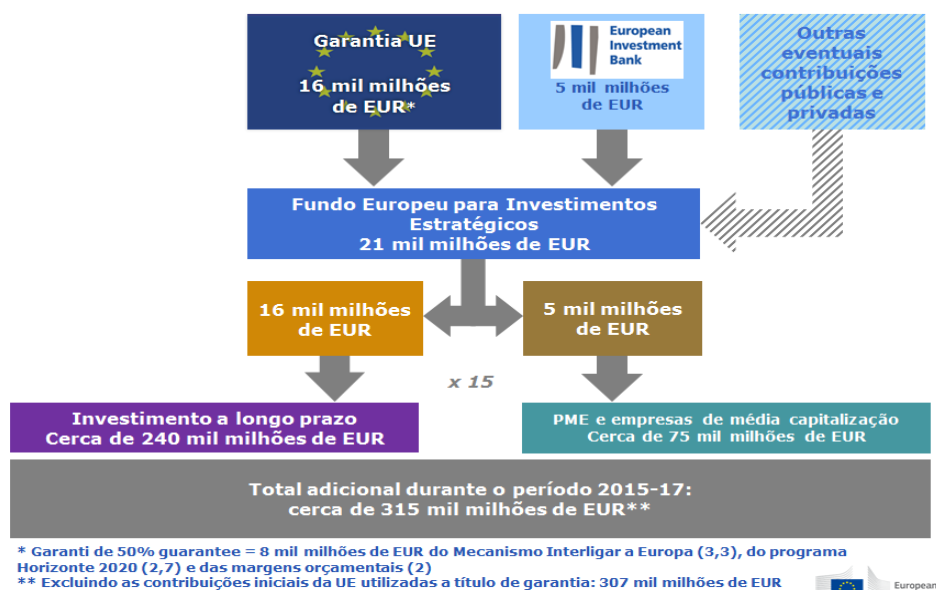 Garantia UE
16 mil milhões
de EUR*
European
Investment
Bank
5 mil milhões
de EUR
Outras
eventuais
contribuições
publicas e
privadas
Fundo Europeu para Investimentos
Estratégicos
21 mil milhões de EUR
16 mil milhões
de EUR
5 mil milhões
de EUR
x 15
Investimento a longo prazo
Cerca de 240 mil milhões de EUR
PME e empresas de média capitalização
Cerca de 75 mil milhões de EUR
Total adicional durante o período 2015-17:
cerca de 315 mil milhões de EUR**
* Garanti de 50% guarantee = 8 mil milhões de EUR do Mecanismo Interligar a Europa (3,3), do programa
Horizonte 2020 (2,7) e das margens orçamentais (2)
** Excluindo as contribuições iniciais da UE utilizadas a título de garantia: 307 mil milhões de EUR
European